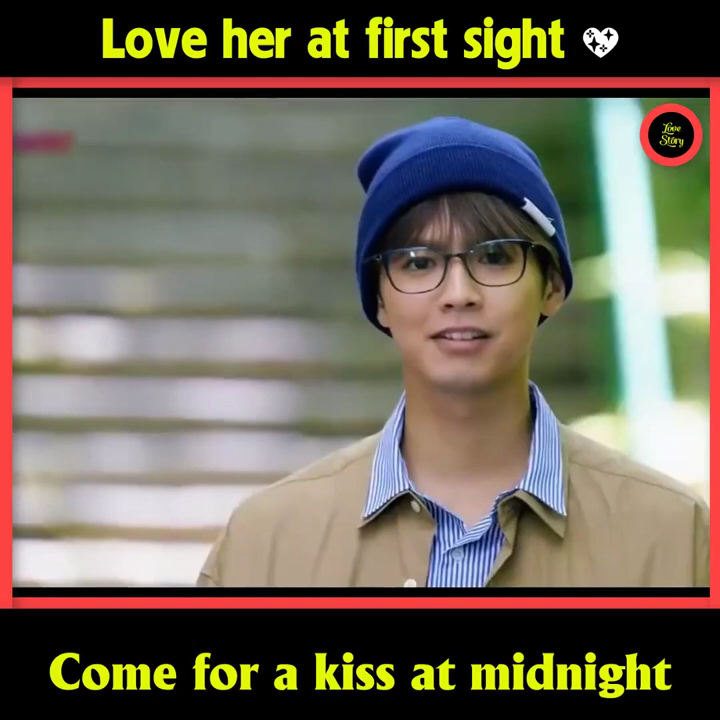 Love her at first sight 💖
Love
Story
Come for a kiss at midnight